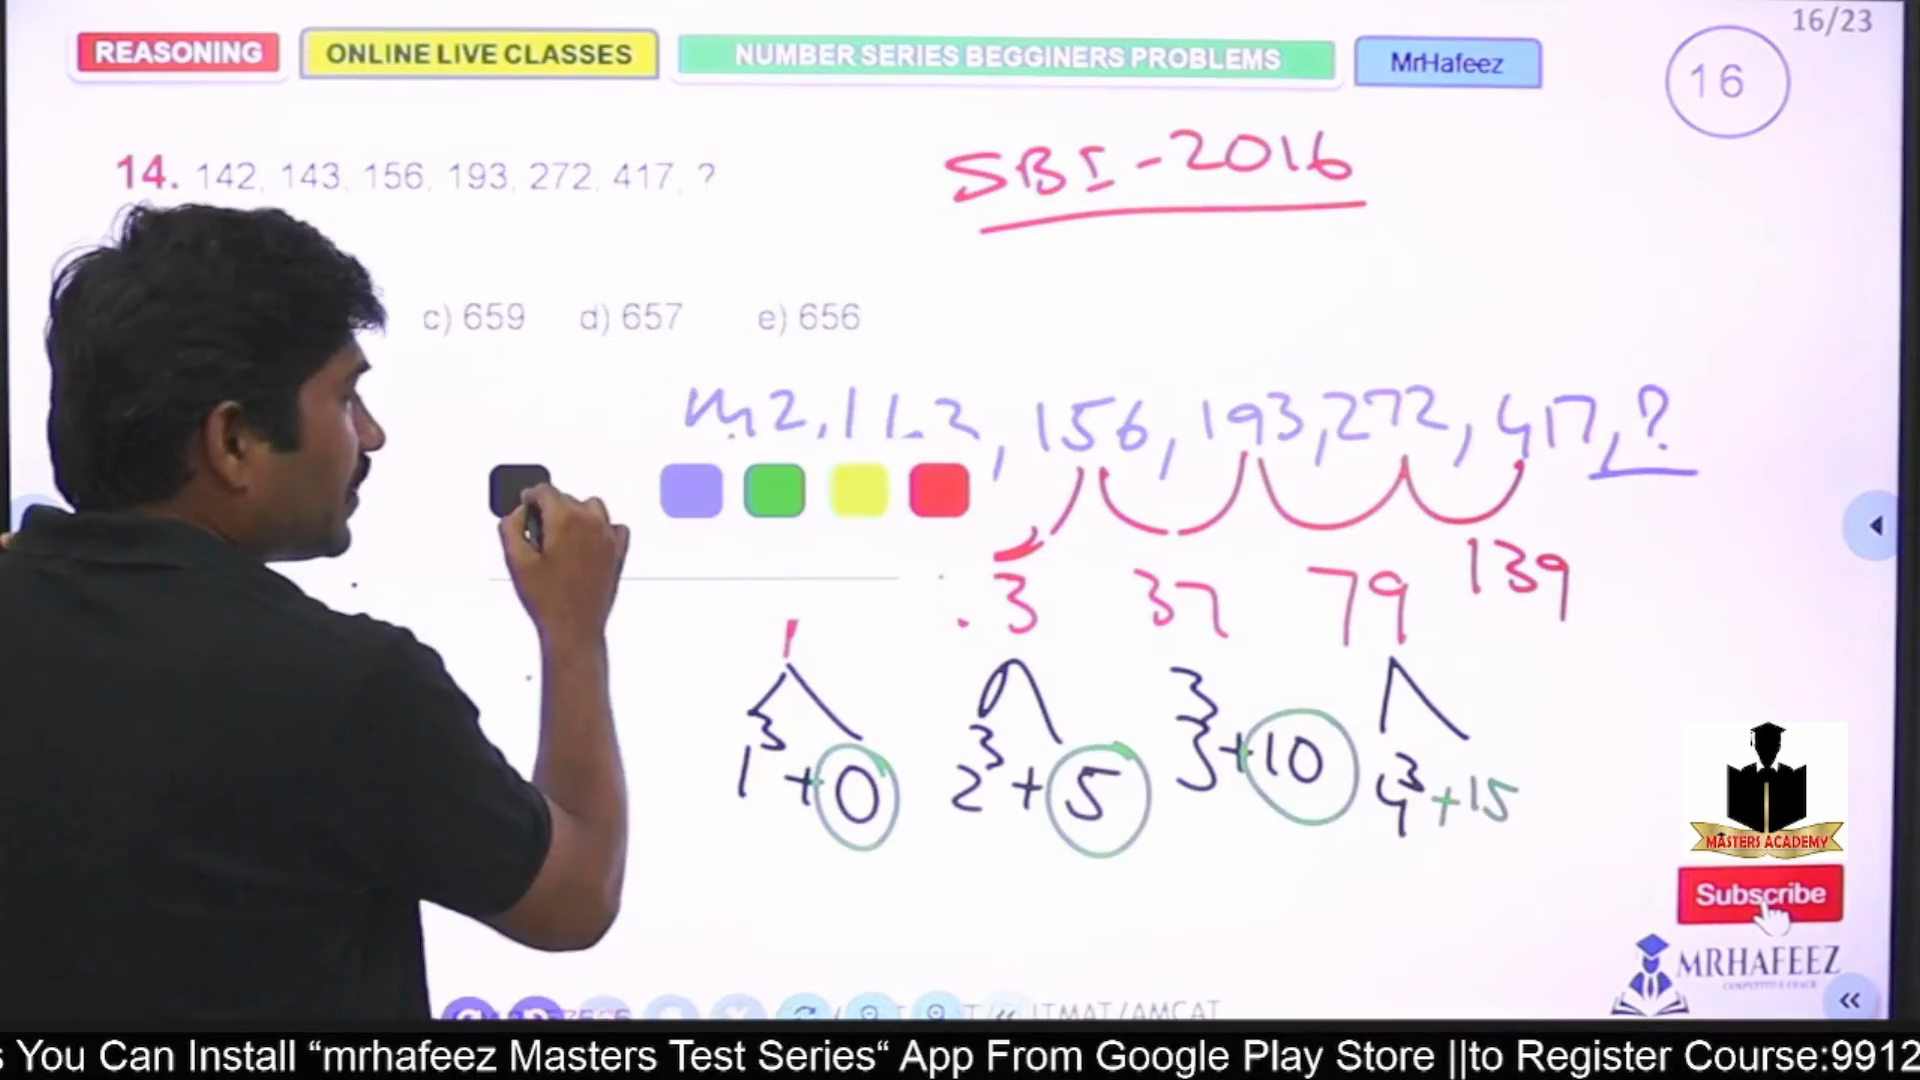 16/23
REASONING ONLINE LIVE CLASSES NUMBER SERIES BEGGINERS PROBLEMS MrHafeez 16
SBI-2016
14. 142, 143, 156, 193, 272, 417, ?
c) 659 d) 657 e) 656
156, 193, 272, 417, ?
3 37 79 139
1
1³+0 2³+5 3³+10 4³+15
MASTERS ACADEMY
Subscribe
MRHAFEEZ
ITMAT/AMCAT
s You Can Install “mrhafeez Masters Test Series“ App From Google Play Store ||to Register Course:9912